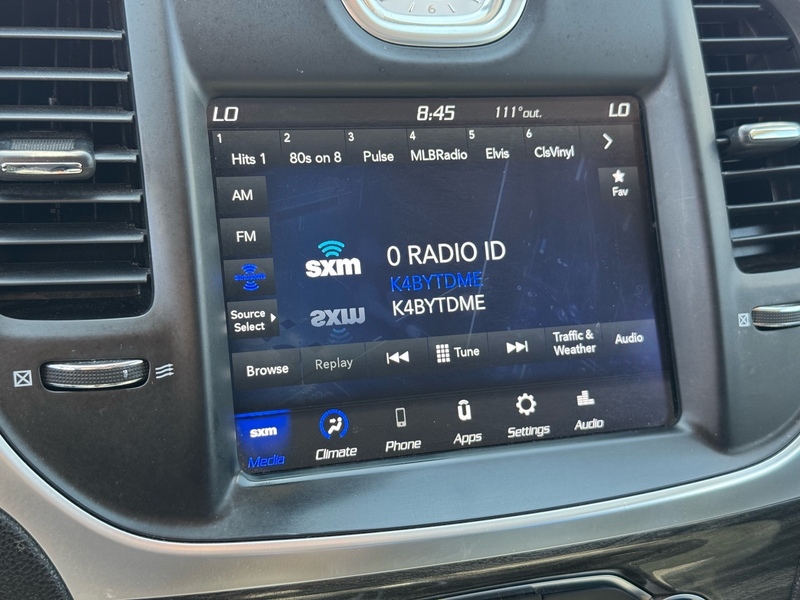 6
LO 8:45 111°out. LO
1 2 3 4 5 6
Hits 1 80s on 8 Pulse MLBRadio Elvis ClsVinyl
AM
Fav
FM
sxm 0 RADIO ID
K4BYTDME
K4BYTDME
sxm
Source
Select
Browse Replay Tune Traffic &
Weather Audio
sxm
Media Climate Phone Apps Settings Audio